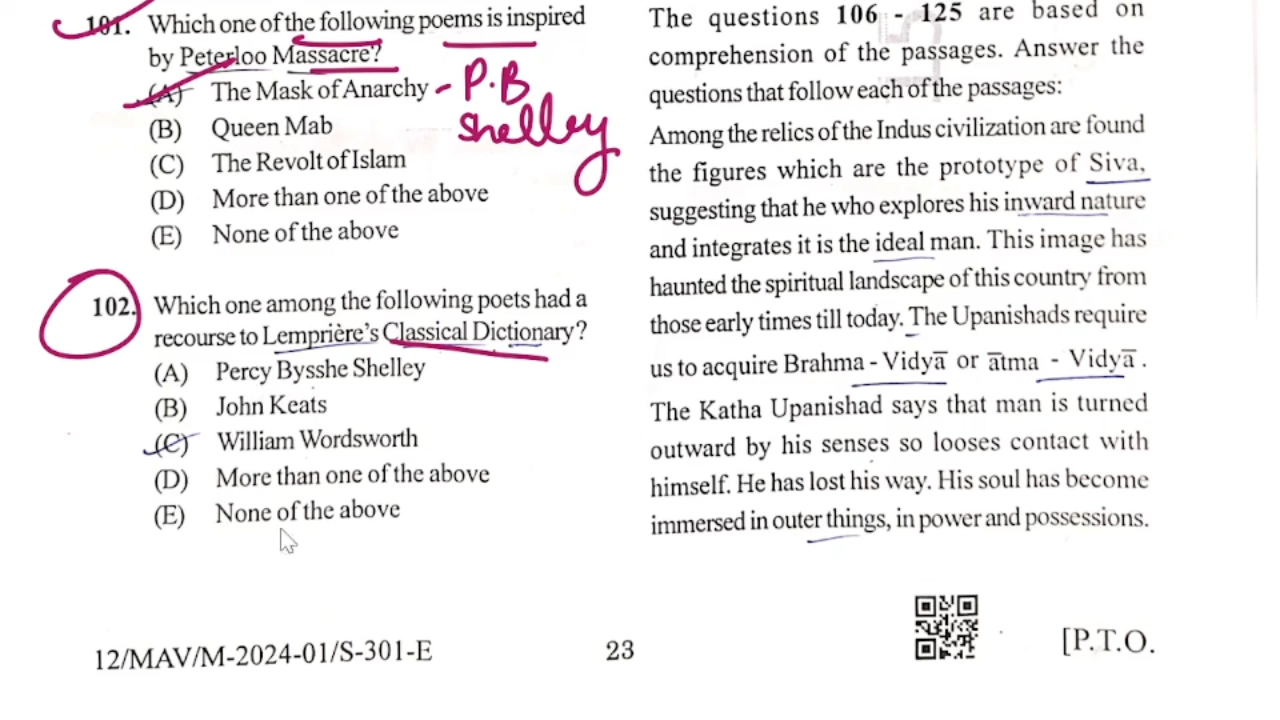 101. Which one of the following poems is inspired
by Peterloo Massacre?
(A) The Mask of Anarchy - P.B
Shelley
(B) Queen Mab
(C) The Revolt of Islam
(D) More than one of the above
(E) None of the above
102. Which one among the following poets had a
recourse to Lemprière's Classical Dictionary?
(A) Percy Bysshe Shelley
(B) John Keats
(C) William Wordsworth
(D) More than one of the above
(E) None of the above
The questions 106 - 125 are based on
comprehension of the passages. Answer the
questions that follow each of the passages:
Among the relics of the Indus civilization are found
the figures which are the prototype of Siva,
suggesting that he who explores his inward nature
and integrates it is the ideal man. This image has
haunted the spiritual landscape of this country from
those early times till today. The Upanishads require
us to acquire Brahma - Vidyā or ātma - Vidyā .
The Katha Upanishad says that man is turned
outward by his senses so looses contact with
himself. He has lost his way. His soul has become
immersed in outer things, in power and possessions.
12/MAV/M-2024-01/S-301-E
23
[P.T.O.